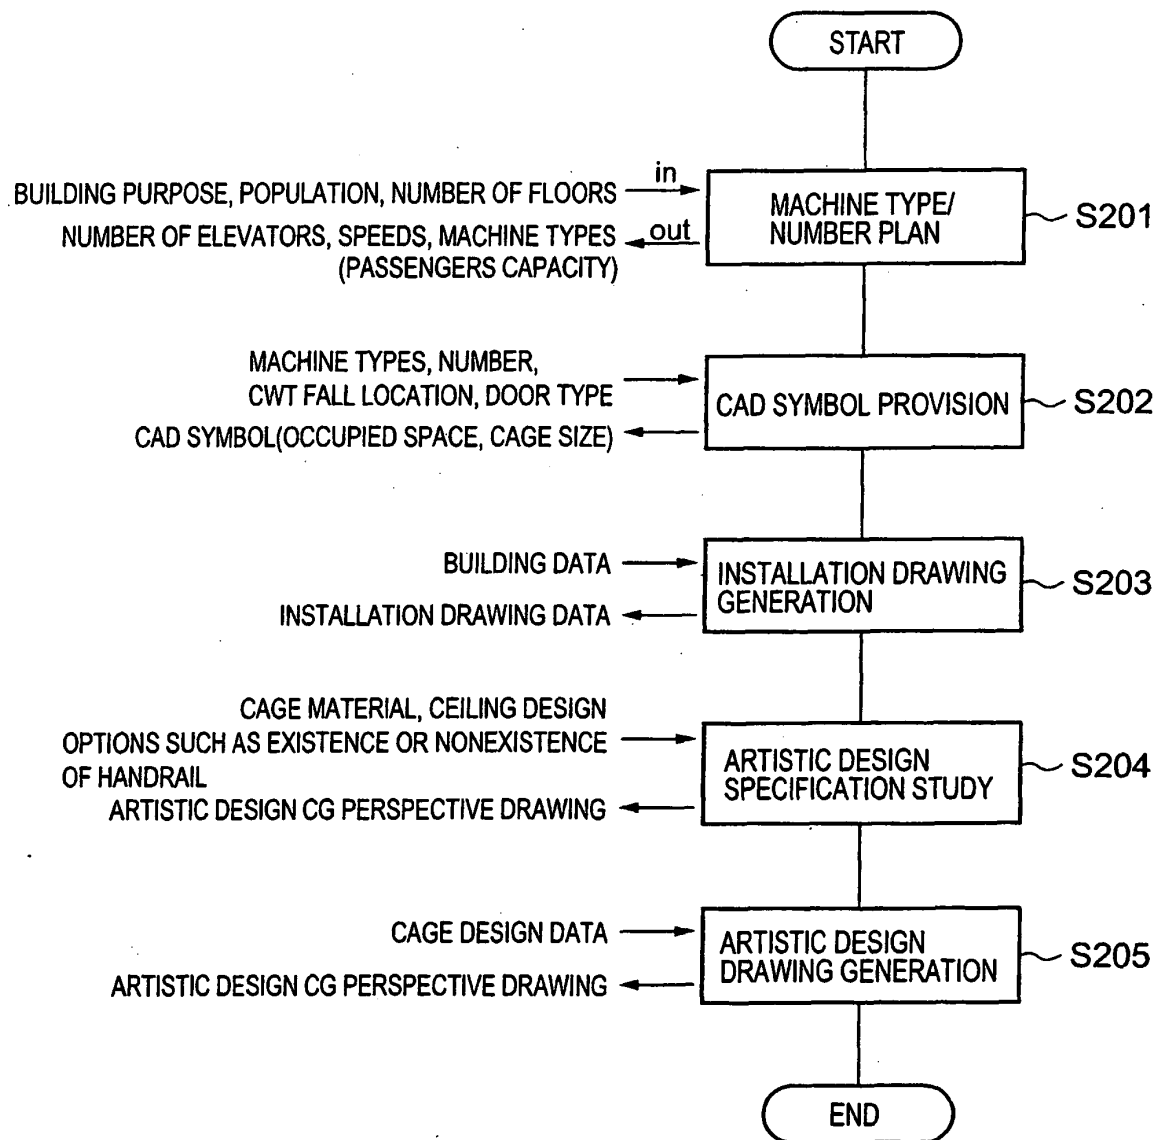 START
in
BUILDING PURPOSE, POPULATION, NUMBER OF FLOORS
MACHINE TYPE/
NUMBER PLAN
S201
NUMBER OF ELEVATORS, SPEEDS, MACHINE TYPES
out
(PASSENGERS CAPACITY)
MACHINE TYPES, NUMBER,
CWT FALL LOCATION, DOOR TYPE
CAD SYMBOL PROVISION
S202
CAD SYMBOL(OCCUPIED SPACE, CAGE SIZE)
BUILDING DATA
INSTALLATION DRAWING
GENERATION
S203
INSTALLATION DRAWING DATA
CAGE MATERIAL, CEILING DESIGN
OPTIONS SUCH AS EXISTENCE OR NONEXISTENCE
OF HANDRAIL
ARTISTIC DESIGN
SPECIFICATION STUDY
S204
ARTISTIC DESIGN CG PERSPECTIVE DRAWING
CAGE DESIGN DATA
ARTISTIC DESIGN
DRAWING GENERATION
S205
ARTISTIC DESIGN CG PERSPECTIVE DRAWING
END